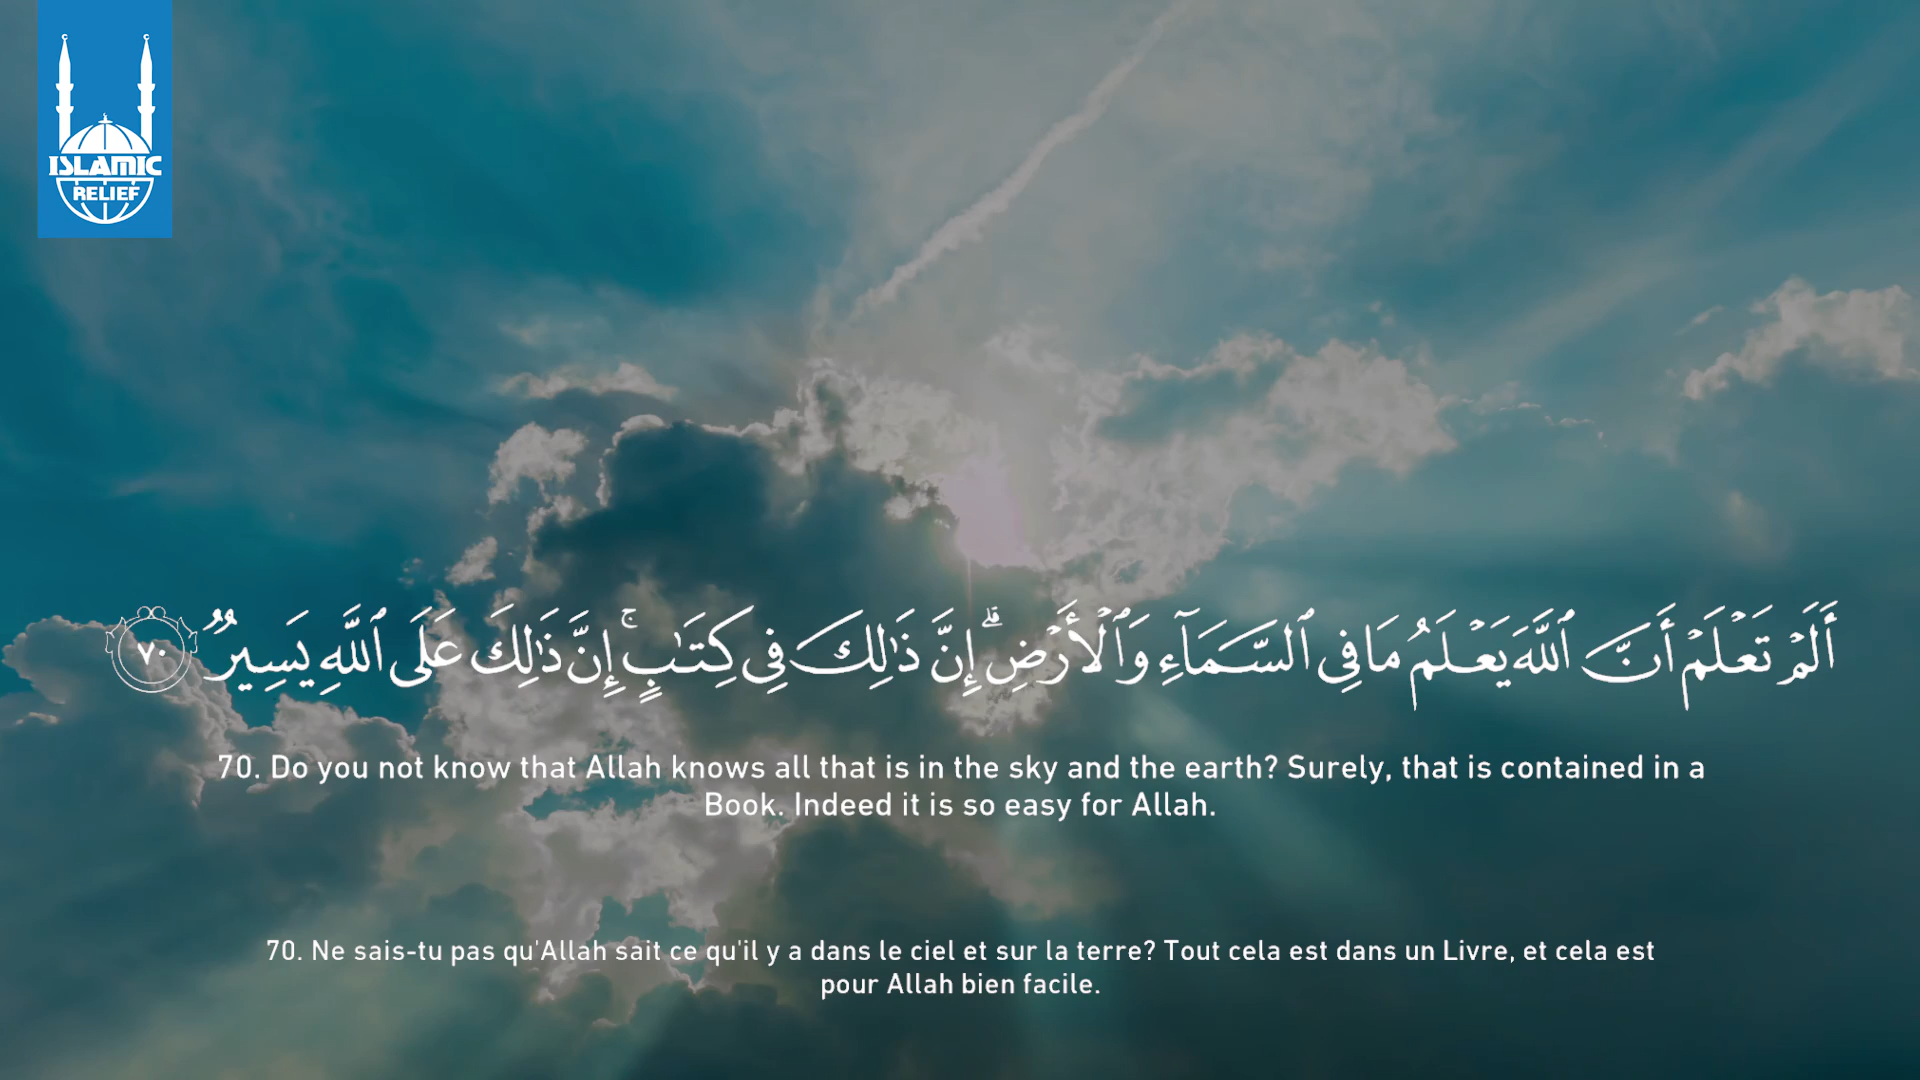 ISLAMIC
RELIEF
أَلَمْ تَعْلَمْ أَنَّ ٱللَّهَ يَعْلَمُ مَا فِى ٱلسَّمَآءِ وَٱلْأَرْضِ ۗ إِنَّ ذَٰلِكَ فِى كِتَـٰبٍ ۚ إِنَّ ذَٰلِكَ عَلَى ٱللَّهِ يَسِيرٌ ٧٠
70. Do you not know that Allah knows all that is in the sky and the earth? Surely, that is contained in a
Book. Indeed it is so easy for Allah.
70. Ne sais-tu pas qu'Allah sait ce qu'il y a dans le ciel et sur la terre? Tout cela est dans un Livre, et cela est
pour Allah bien facile.